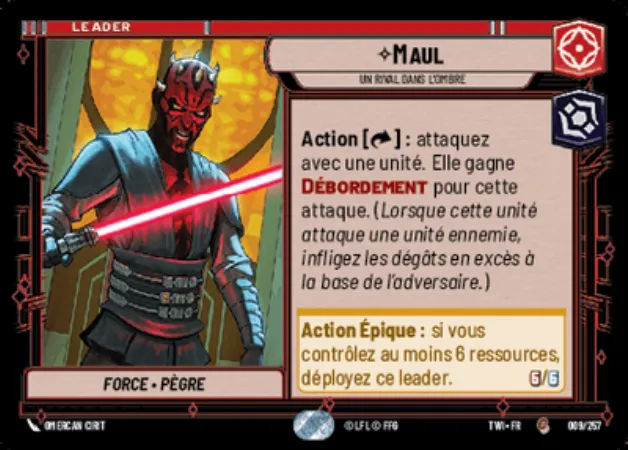 LEADER
MAUL
UN RIVAL DANS L'OMBRE
Action [ ] : attaquez
avec une unité. Elle gagne
DÉBORDEMENT pour cette
attaque. (Lorsque cette unité
attaque une unité ennemie,
infligez les dégâts en excès à
la base de l'adversaire.)
Action Épique : si vous
contrôlez au moins 6 ressources,
déployez ce leader.
/6
FORCE • PÈGRE
OMERCAN CIRIT
© LFL © FFG
TWI • FR
009/257